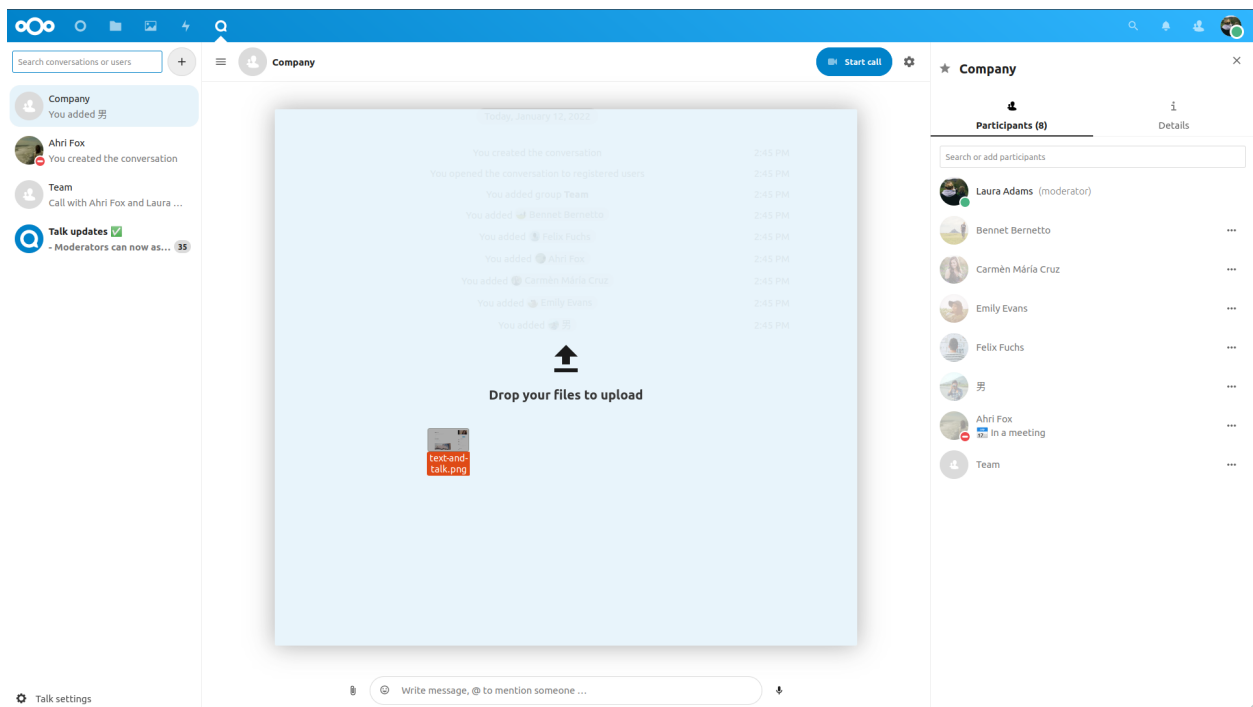 Search conversations or users
+
Company
Start call
Company
You added 男
Ahri Fox
You created the conversation
Team
Call with Ahri Fox and Laura …
Talk updates ✅
- Moderators can now as… 35
Talk settings
Today, January 12, 2022
You created the conversation 2:45 PM
You opened the conversation to registered users 2:45 PM
You added group Team 2:45 PM
You added Bennet Bernetto 2:45 PM
You added Felix Fuchs 2:45 PM
You added Ahri Fox 2:45 PM
You added Carmèn Mária Cruz 2:45 PM
You added Emily Evans 2:45 PM
You added 男 2:45 PM
Drop your files to upload
text-and-
talk.png
Write message, @ to mention someone …
Company
Participants (8)
Details
Search or add participants
Laura Adams (moderator)
Bennet Bernetto
Carmèn Mária Cruz
Emily Evans
Felix Fuchs
男
Ahri Fox
In a meeting
Team